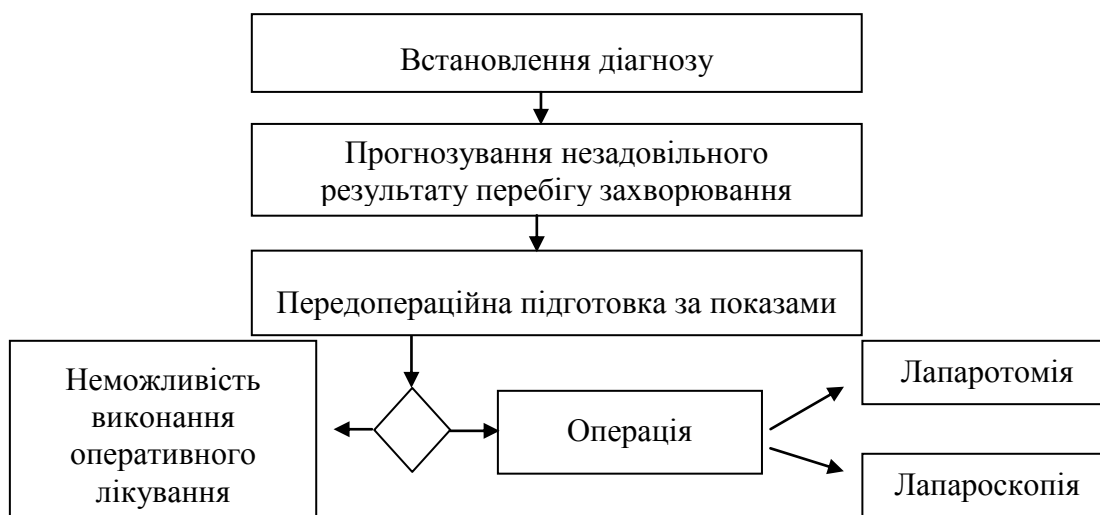 Встановлення діагнозу
Прогнозування незадовільного
результату перебігу захворювання
Передопераційна підготовка за показами
Неможливість
виконання
оперативного
лікування
Операція
Лапаротомія
Лапароскопія